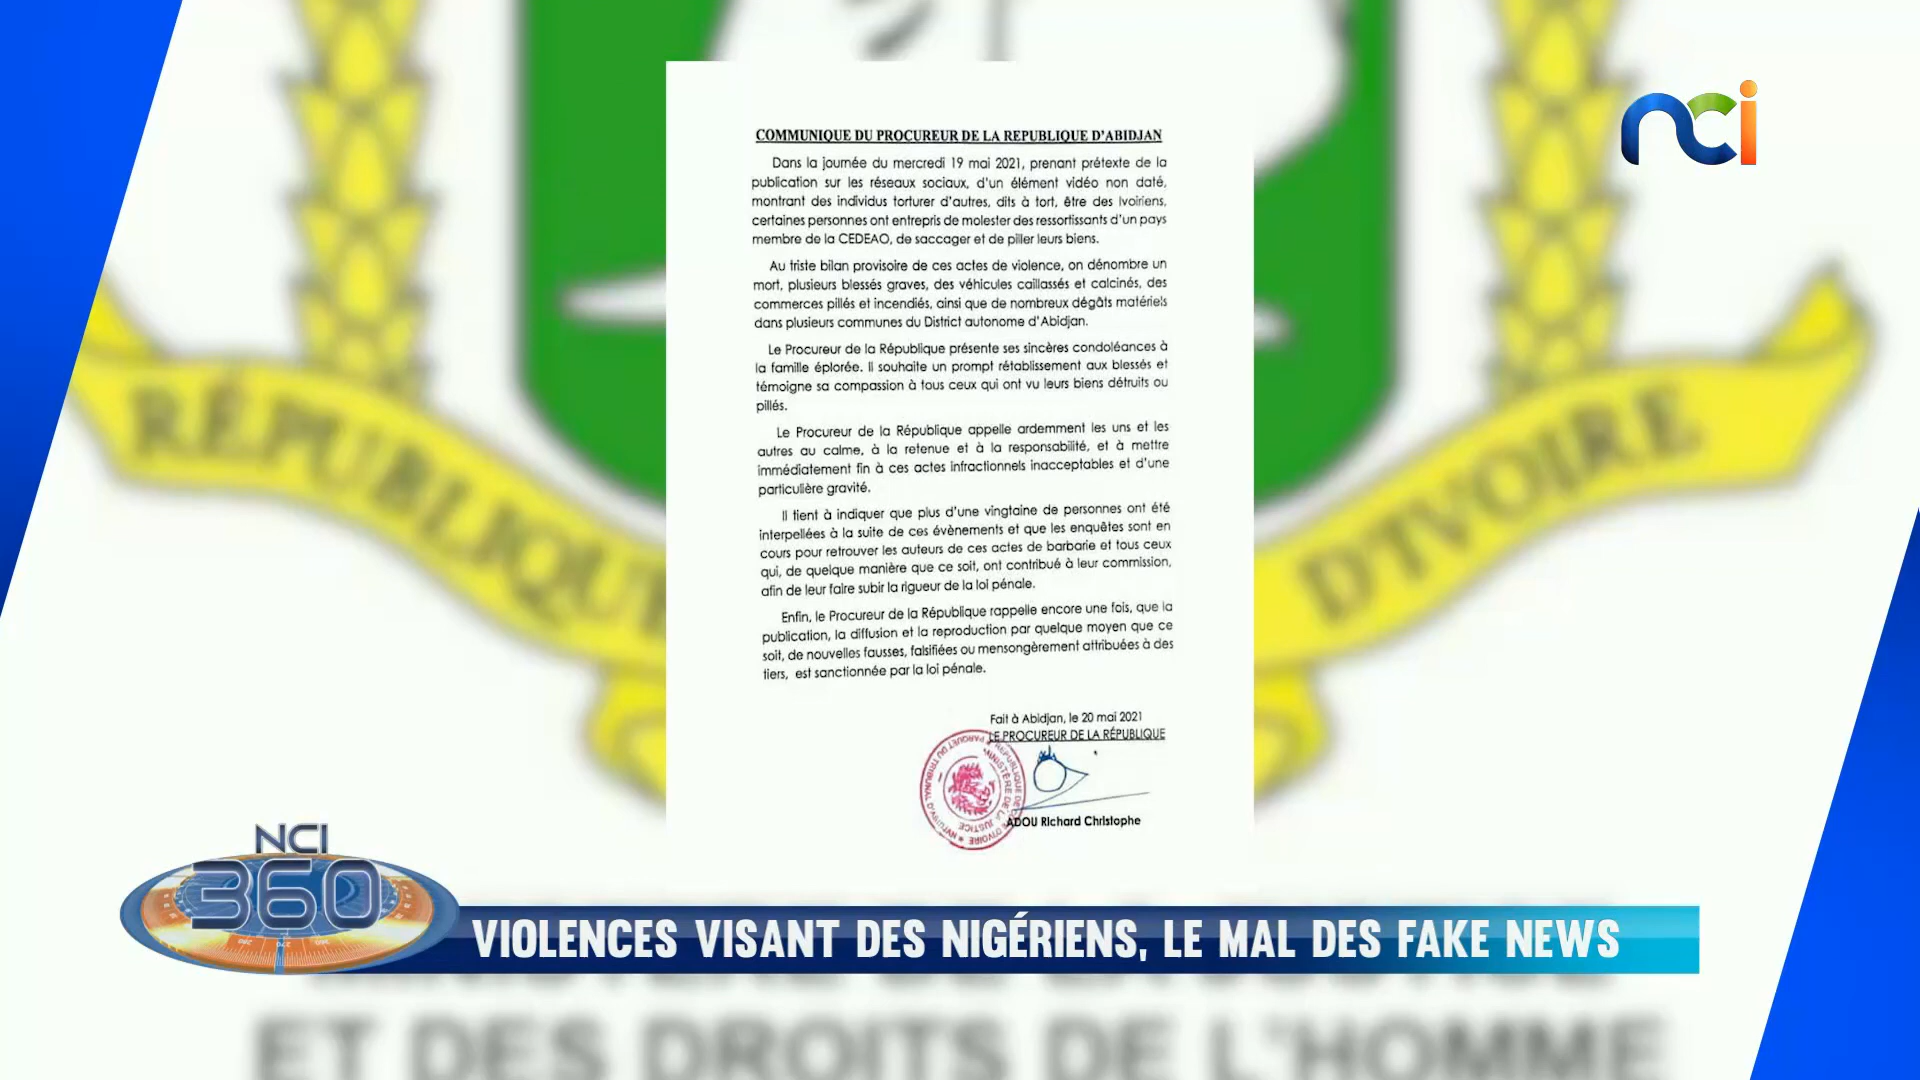 nci
COMMUNIQUE DU PROCUREUR DE LA REPUBLIQUE D'ABIDJAN
Dans la journée du mercredi 19 mai 2021, prenant prétexte de la
publication sur les réseaux sociaux, d'un élément vidéo non daté,
montrant des individus torturer d'autres, dits à tort, être des Ivoiriens,
certaines personnes ont entrepris de molester des ressortissants d'un pays
membre de la CEDEAO, de saccager et de piller leurs biens.
Au triste bilan provisoire de ces actes de violence, on dénombre un
mort, plusieurs blessés graves, des véhicules caillassés et calcinés, des
commerces pillés et incendiés, ainsi que de nombreux dégâts matériels
dans plusieurs communes du District autonome d'Abidjan.
Le Procureur de la République présente ses sincères condoléances à
la famille éplorée. Il souhaite un prompt rétablissement aux blessés et
témoigne sa compassion à tous ceux qui ont vu leurs biens détruits ou
pillés.
Le Procureur de la République appelle ardemment les uns et les
autres au calme, à la retenue et à la responsabilité, et à mettre
immédiatement fin à ces actes infractionnels inacceptables et d'une
particulière gravité.
Il tient à indiquer que plus d'une vingtaine de personnes ont été
interpellées à la suite de ces évènements et que les enquêtes sont en
cours pour retrouver les auteurs de ces actes de barbarie et tous ceux
qui, de quelque manière que ce soit, ont contribué à leur commission,
afin de leur faire subir la rigueur de la loi pénale.
Enfin, le Procureur de la République rappelle encore une fois, que la
publication, la diffusion et la reproduction par quelque moyen que ce
soit, de nouvelles fausses, falsifiées ou mensongèrement attribuées à des
tiers, est sanctionnée par la loi pénale.
Fait à Abidjan, le 20 mai 2021
LE PROCUREUR DE LA RÉPUBLIQUE
ADOU Richard Christophe
RÉPUBLIQUE D'IVOIRE
NCI
360
VIOLENCES VISANT DES NIGÉRIENS, LE MAL DES FAKE NEWS
ET DES DROITS DE L'HOMME